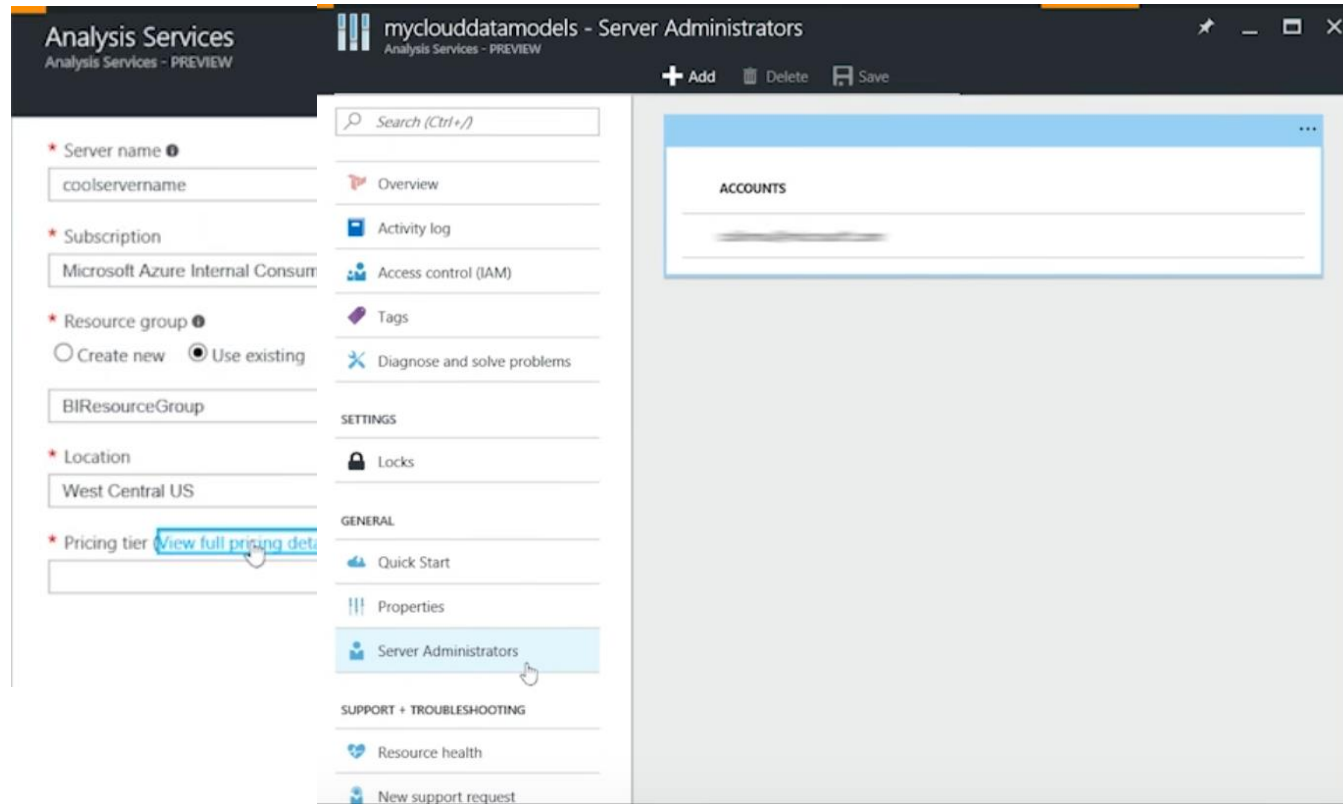 Analysis Services
Analysis Services - PREVIEW
* Server name
coolservername
* Subscription
Microsoft Azure Internal Consum
* Resource group
Create new Use existing
BIResourceGroup
* Location
West Central US
* Pricing tier (View full pricing deta
myclouddatamodels - Server Administrators
Analysis Services - PREVIEW
Add Delete Save
Search (Ctrl+/)
Overview
Activity log
Access control (IAM)
Tags
Diagnose and solve problems
SETTINGS
Locks
GENERAL
Quick Start
Properties
Server Administrators
SUPPORT + TROUBLESHOOTING
Resource health
New support request
ACCOUNTS